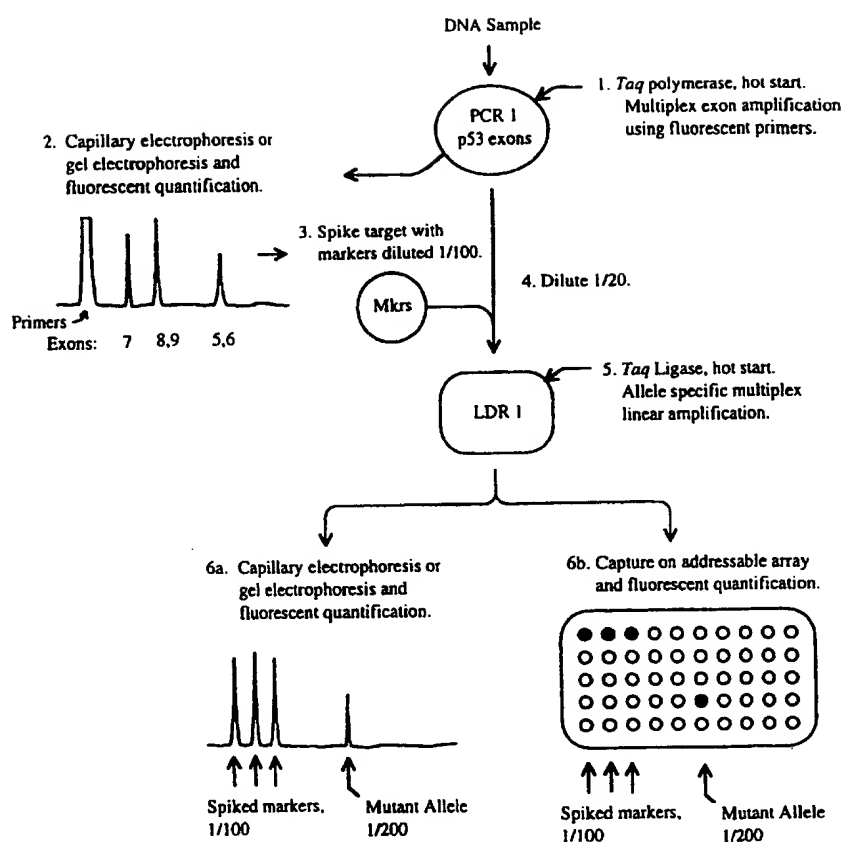 DNA Sample
PCR 1
p53 exons
1. Taq polymerase, hot start.
Multiplex exon amplification
using fluorescent primers.
2. Capillary electrophoresis or
gel electrophoresis and
fluorescent quantification.
Primers
Exons: 7 8,9 5,6
3. Spike target with
markers diluted 1/100.
Mkrs
4. Dilute 1/20.
5. Taq Ligase, hot start.
Allele specific multiplex
linear amplification.
LDR 1
6a. Capillary electrophoresis or
gel electrophoresis and
fluorescent quantification.
Spiked markers,
1/100
Mutant Allele
1/200
6b. Capture on addressable array
and fluorescent quantification.
Spiked markers,
1/100
Mutant Allele
1/200